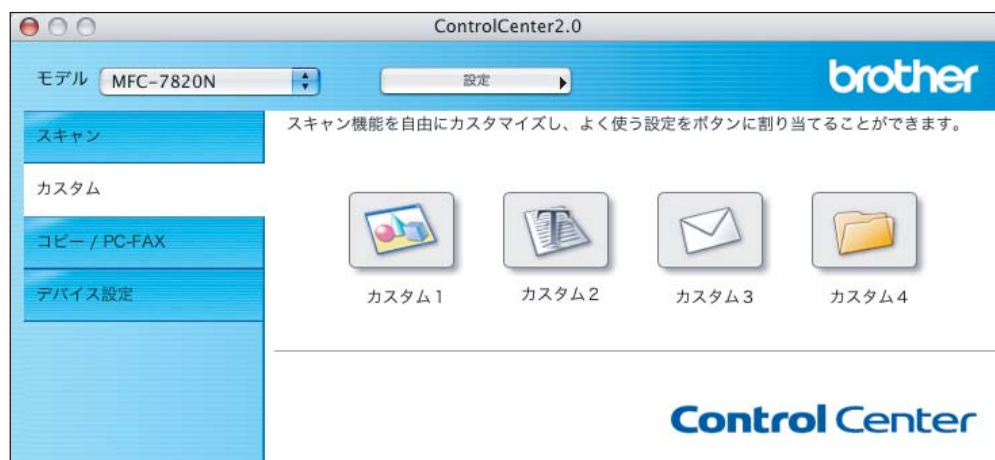 ControlCenter2.0
モデル MFC-7820N 設定 brother
スキャン
カスタム
コピー / PC-FAX
デバイス設定
スキャン機能を自由にカスタマイズし、よく使う設定をボタンに割り当てることができます。
カスタム1 カスタム2 カスタム3 カスタム4
Control Center